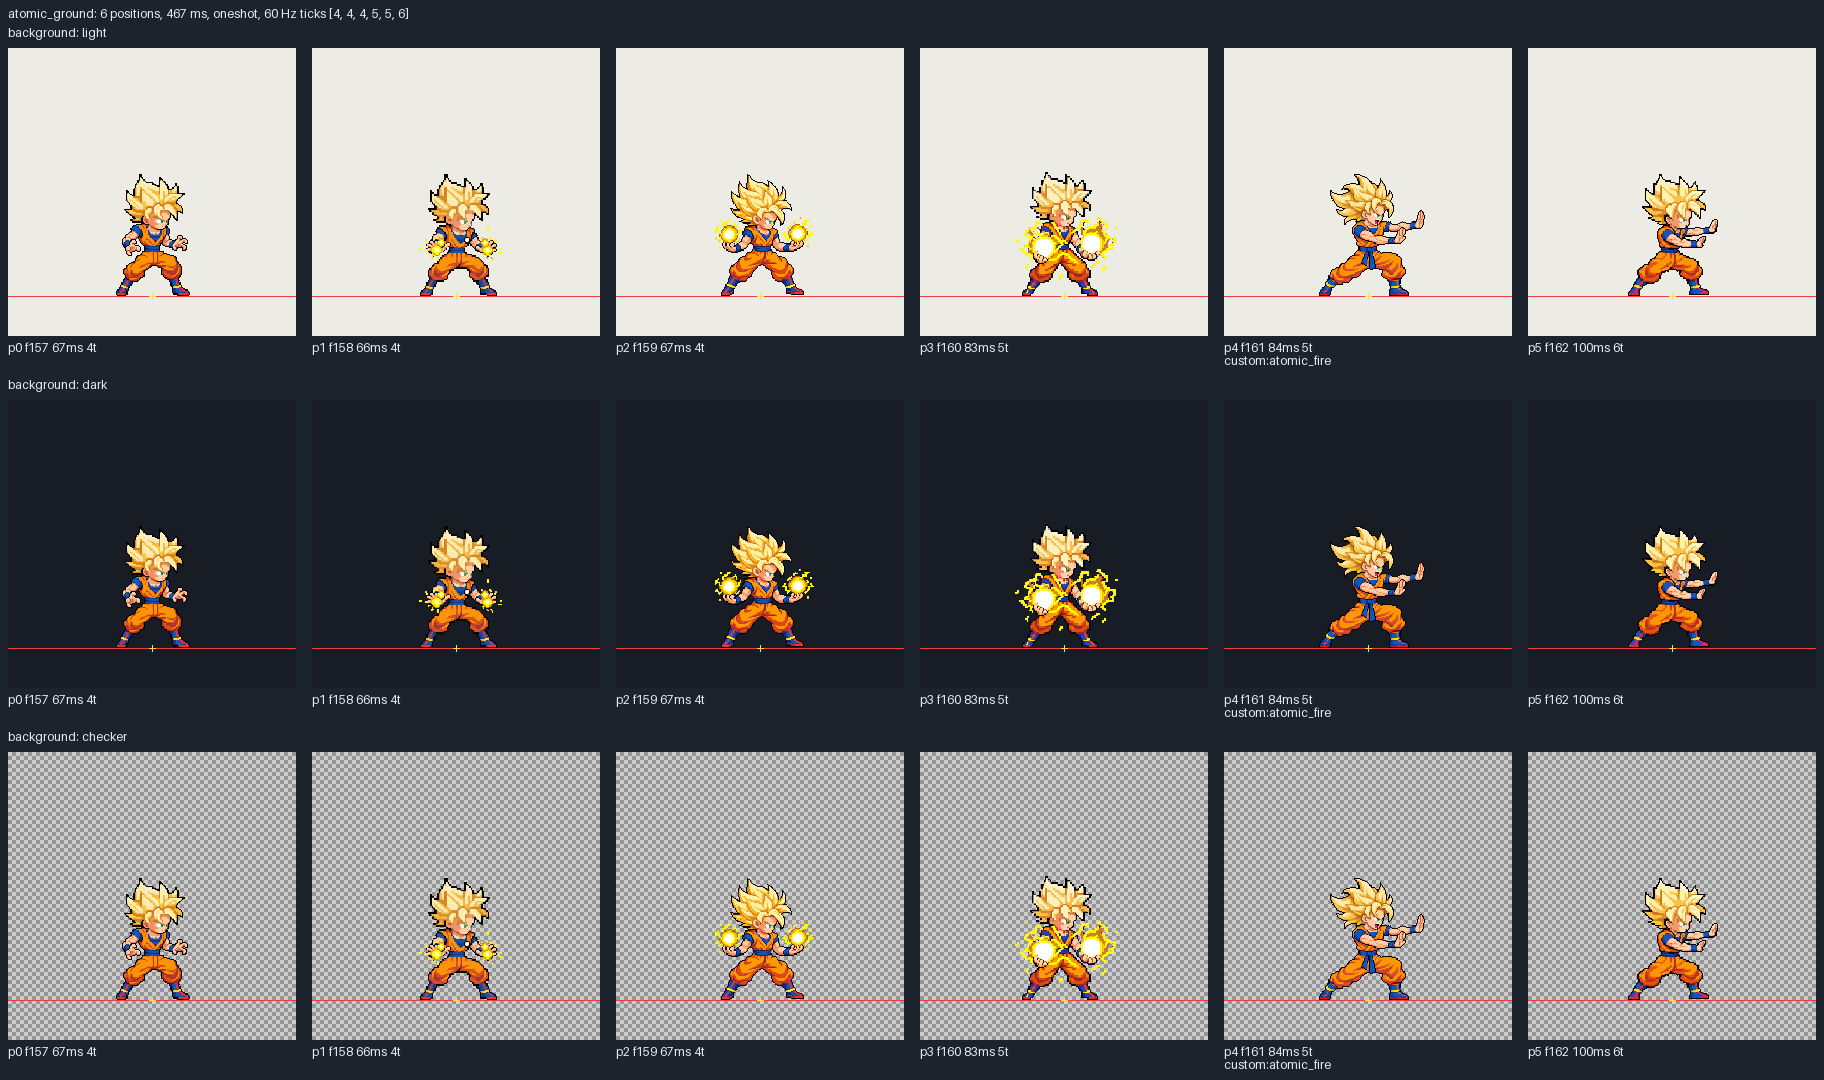 atomic_ground: 6 positions, 467 ms, oneshot, 60 Hz ticks [4, 4, 4, 5, 5, 6]
background: light
p0 f157 67ms 4t
p1 f158 66ms 4t
p2 f159 67ms 4t
p3 f160 83ms 5t
p4 f161 84ms 5t
custom:atomic_fire
p5 f162 100ms 6t
background: dark
p0 f157 67ms 4t
p1 f158 66ms 4t
p2 f159 67ms 4t
p3 f160 83ms 5t
p4 f161 84ms 5t
custom:atomic_fire
p5 f162 100ms 6t
background: checker
p0 f157 67ms 4t
p1 f158 66ms 4t
p2 f159 67ms 4t
p3 f160 83ms 5t
p4 f161 84ms 5t
custom:atomic_fire
p5 f162 100ms 6t